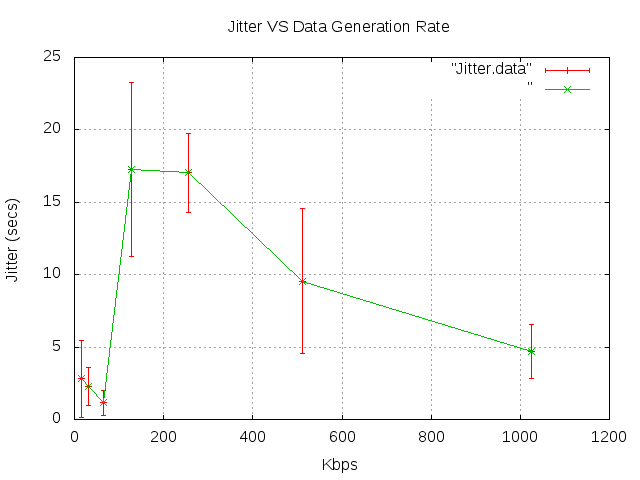 Jitter VS Data Generation Rate
"Jitter.data"
"
25
20
15
10
5
0
Jitter (secs)
0 200 400 600 800 1000 1200
Kbps